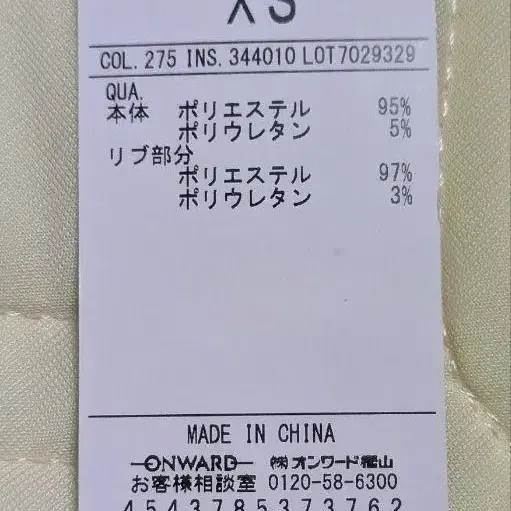 XS
COL. 275 INS. 344010 LOT7029329
QUA.
本体 ポリエステル 95%
ポリウレタン 5%
リブ部分
ポリエステル 97%
ポリウレタン 3%
MADE IN CHINA
ONWARD ㈱オンワード樫山
お客様相談室 0120-58-6300
4543785373762